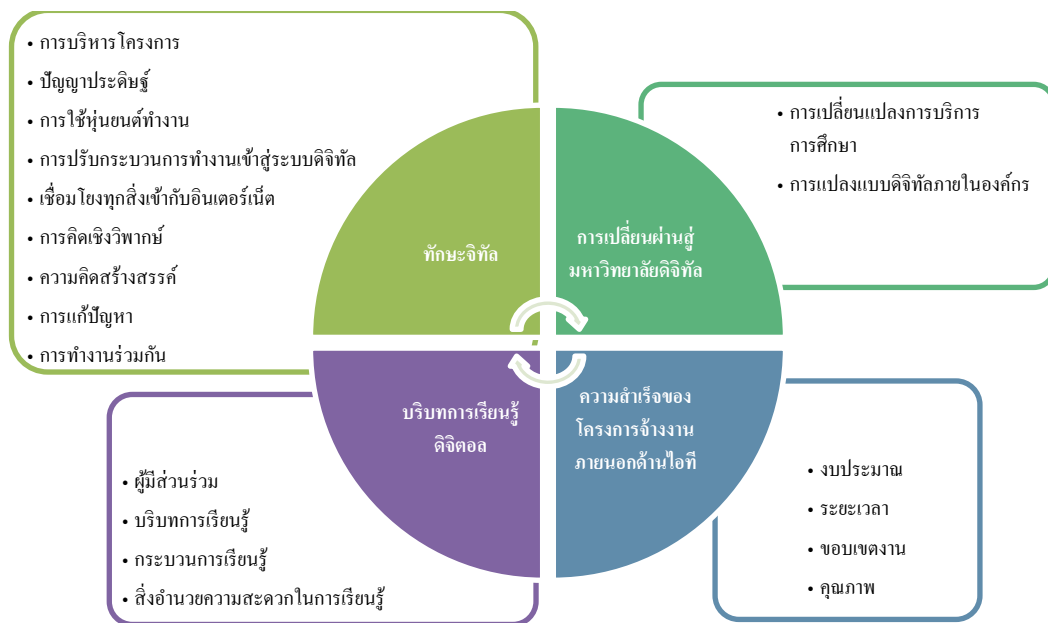 • การบริหารโครงการ
• ปัญญาประดิษฐ์
• การใช้หุ่นยนต์ทำงาน
• การปรับกระบวนการทำงานเข้าสู่ระบบดิจิทัล
• เชื่อมโยงทุกสิ่งเข้ากับอินเตอร์เน็ต
• การคิดเชิงวิพากษ์
• ความคิดสร้างสรรค์
• การแก้ปัญหา
• การทำงานร่วมกัน
ทักษะจิทัล
การเปลี่ยนผ่านสู่
มหาวิทยาลัยดิจิทัล
• การเปลี่ยนแปลงการบริการ
การศึกษา
• การแปลงแบบดิจิทัลภายในองค์กร
บริบทการเรียนรู้
ดิจิตอล
• ผู้มีส่วนร่วม
• บริบทการเรียนรู้
• กระบวนการเรียนรู้
• สิ่งอำนวยความสะดวกในการเรียนรู้
ความสำเร็จของ
โครงการจ้างงาน
ภายนอกด้านไอที
• งบประมาณ
• ระยะเวลา
• ขอบเขตงาน
• คุณภาพ